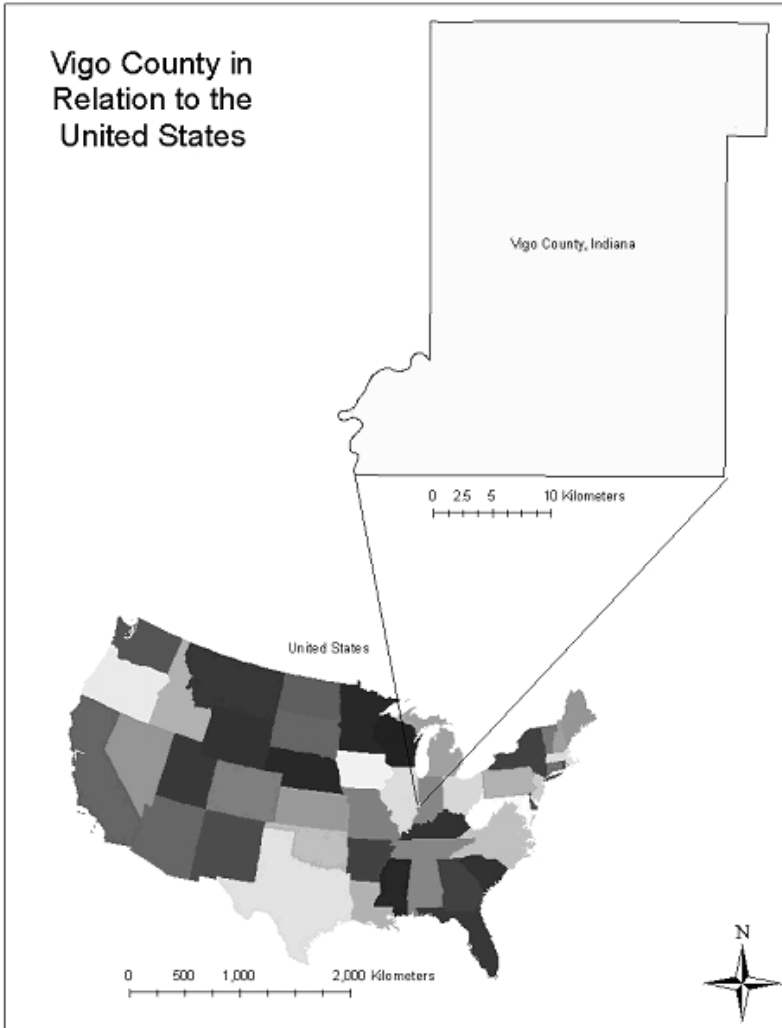 Vigo County in
Relation to the
United States
Vigo County, Indiana
0 2.5 5 10 Kilometers
United States
0 500 1,000 2,000 Kilometers
N